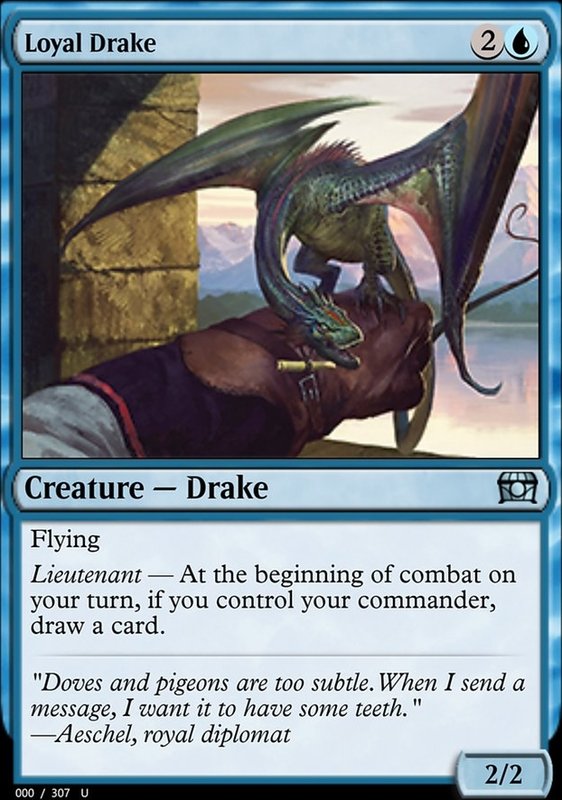 Loyal Drake
2
Creature — Drake
Flying
Lieutenant — At the beginning of combat on
your turn, if you control your commander,
draw a card.
"Doves and pigeons are too subtle. When I send a
message, I want it to have some teeth."
—Aeschel, royal diplomat
2/2
000 / 307 U